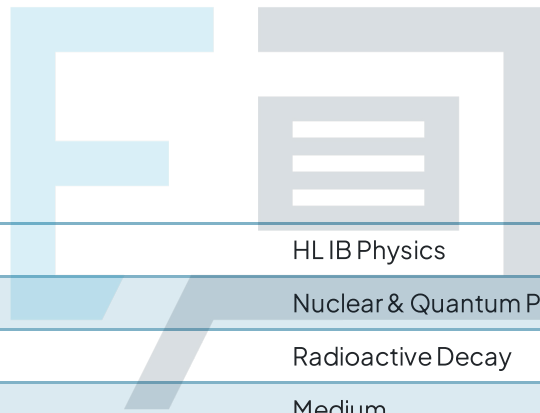 HL IB Physics
Nuclear & Quantum P
Radioactive Decay
Medium